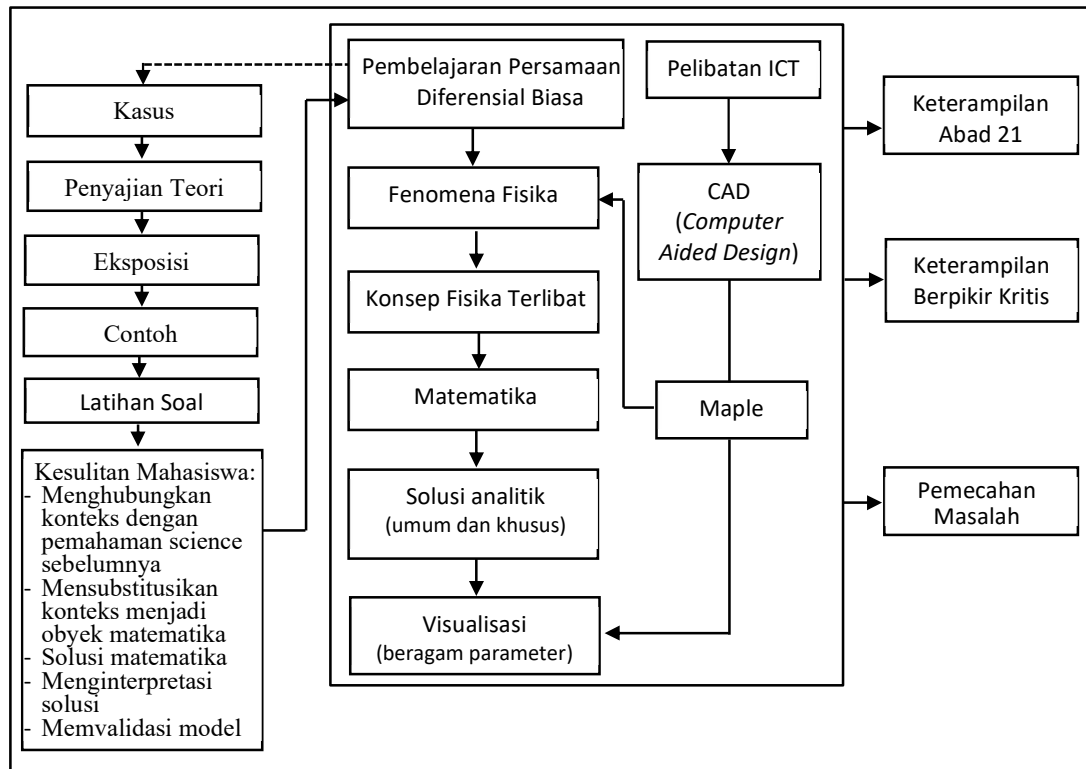 Kasus
Penyajian Teori
Eksposisi
Contoh
Latihan Soal
Kesulitan Mahasiswa:
- Menghubungkan
konteks dengan
pemahaman science
sebelumnya
- Mensubstitusikan
konteks menjadi
obyek matematika
- Solusi matematika
- Menginterpretasi
solusi
- Memvalidasi model
Pembelajaran Persamaan
Diferensial Biasa
Fenomena Fisika
Konsep Fisika Terlibat
Matematika
Solusi analitik
(umum dan khusus)
Visualisasi
(beragam parameter)
Pelibatan ICT
CAD
(Computer
Aided Design)
Maple
Keterampilan
Abad 21
Keterampilan
Berpikir Kritis
Pemecahan
Masalah